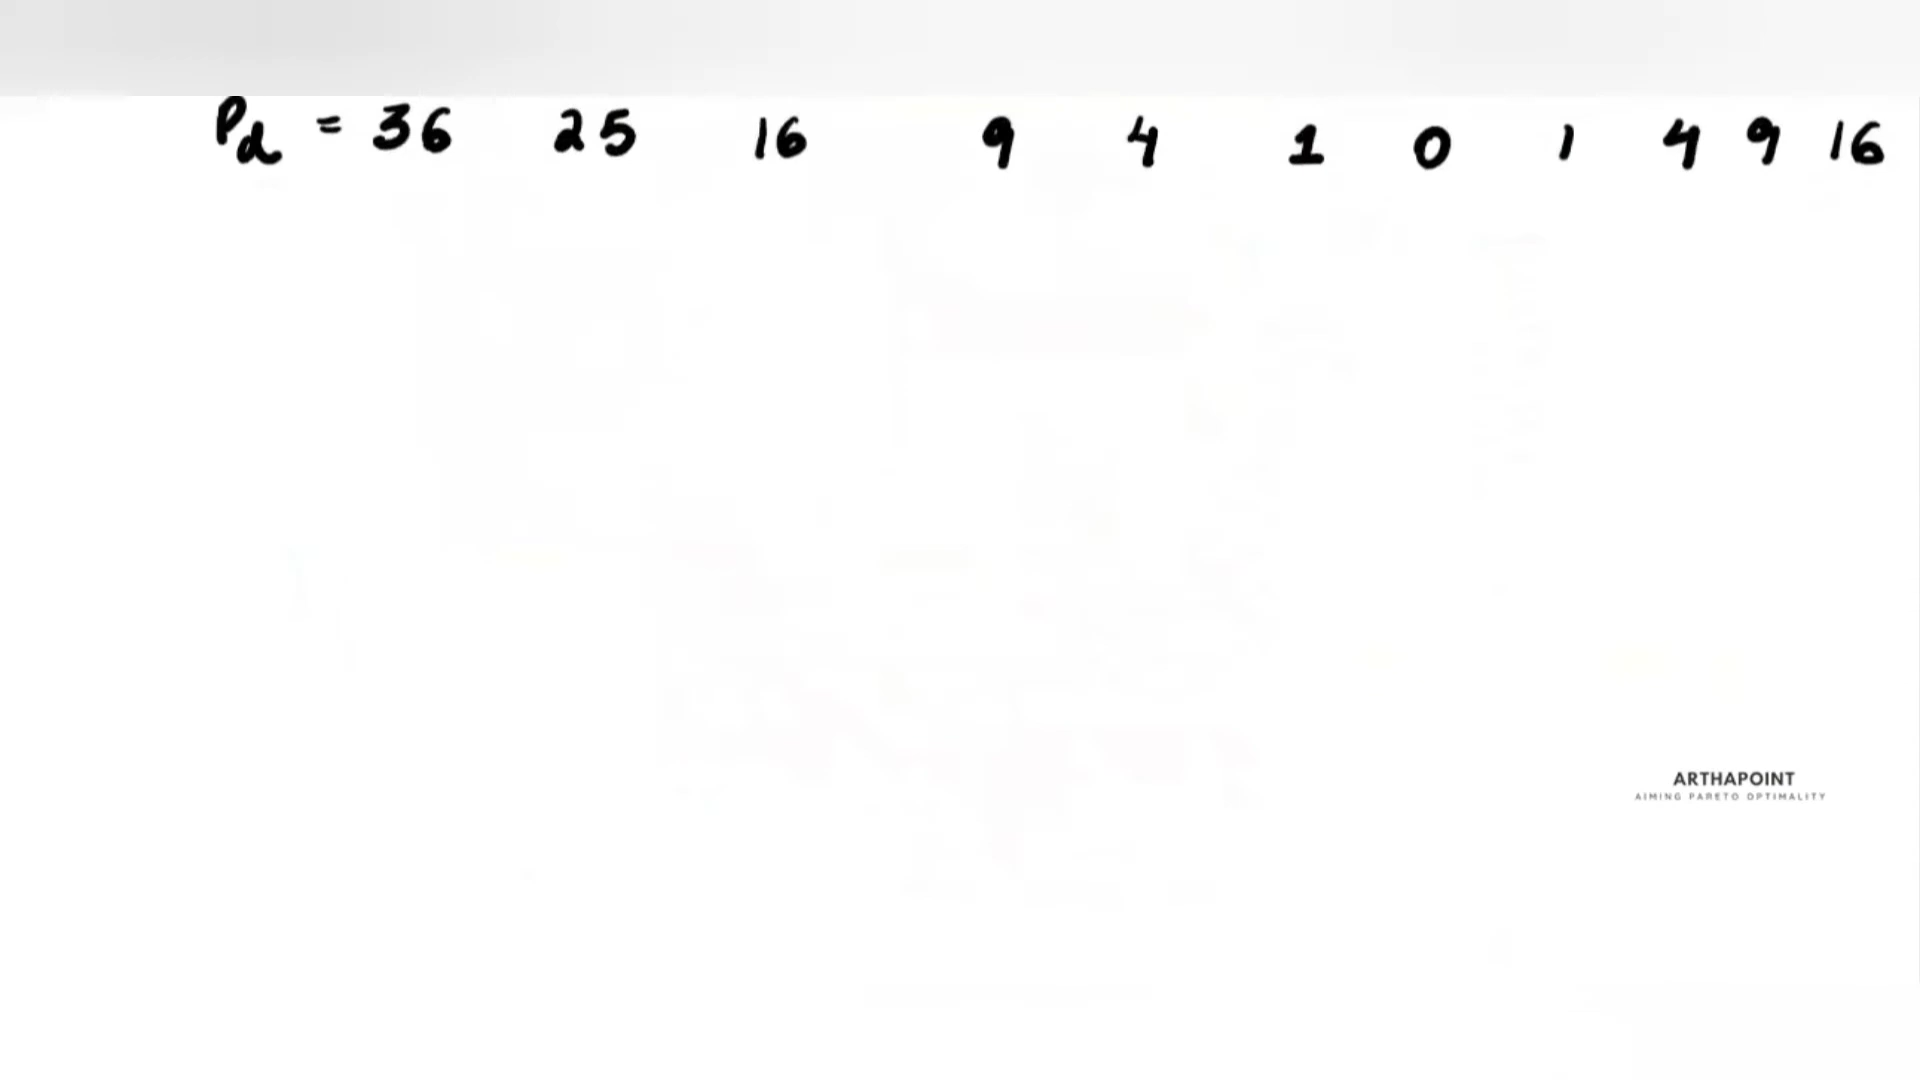 Pd = 36 25 16 9 4 1 0 1 4 9 16
ARTHAPOINT
AIMING PARETO OPTIMALITY